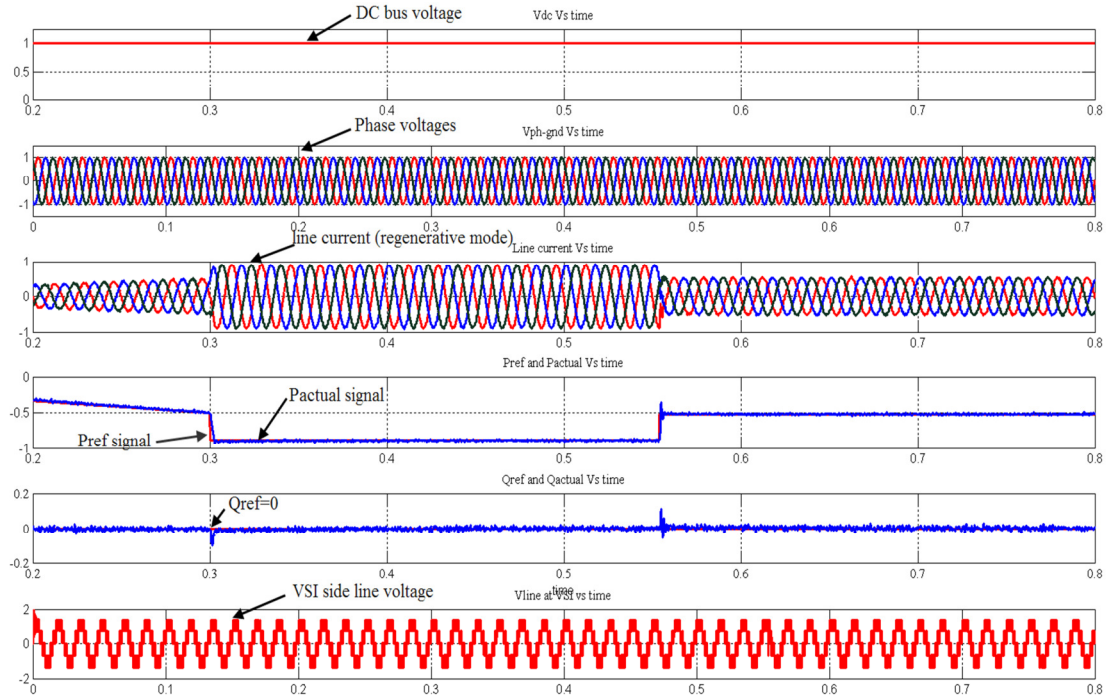 DC bus voltage
Vdc Vs time
1
0.5
0
0.2 0.3 0.4 0.5 0.6 0.7 0.8
Phase voltages
Vph-gnd Vs time
1
0
-1
0 0.1 0.2 0.3 0.4 0.5 0.6 0.7 0.8
line current (regenerative mode)
Line current Vs time
1
0
-1
0.2 0.3 0.4 0.5 0.6 0.7 0.8
Pref and Pactual Vs time
0
Pactual signal
-0.5
Pref signal
-1
0.2 0.3 0.4 0.5 0.6 0.7 0.8
Qref and Qactual Vs time
0.2
Qref=0
0
-0.2
0.2 0.3 0.4 0.5 0.6 0.7 0.8
time
VSI side line voltage
Vline at VSI vs time
2
0
-2
0 0.1 0.2 0.3 0.4 0.5 0.6 0.7 0.8